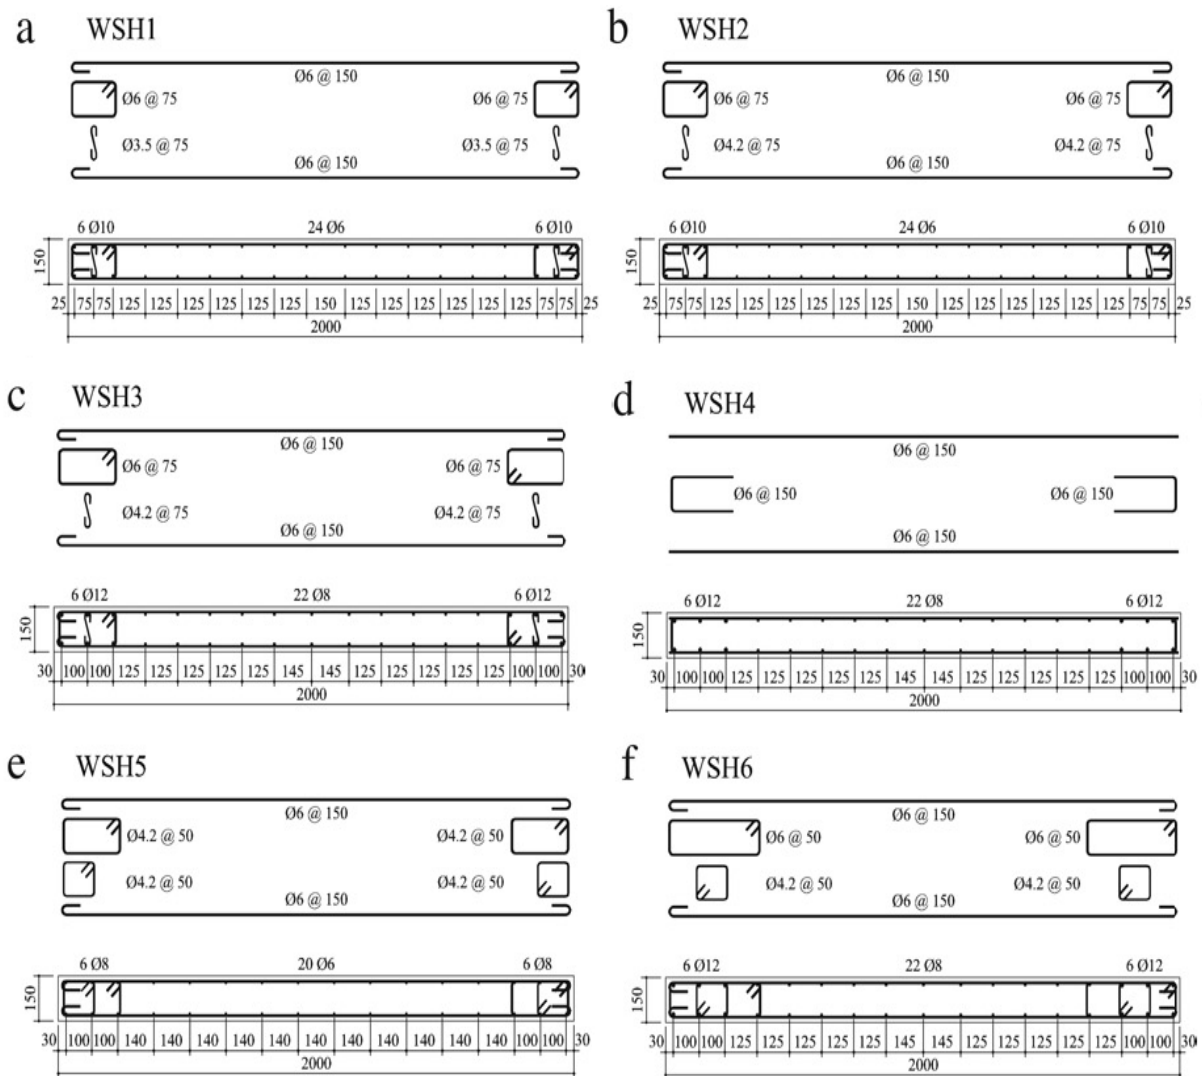 a WSH1
Ø6 @ 150
Ø6 @ 75 Ø6 @ 75
Ø3.5 @ 75 Ø3.5 @ 75
Ø6 @ 150
6 Ø10 24 Ø6 6 Ø10
150
25 75 75 125 125 125 125 125 125 150 125 125 125 125 125 125 75 75 25
2000
b WSH2
Ø6 @ 150
Ø6 @ 75 Ø6 @ 75
Ø4.2 @ 75 Ø4.2 @ 75
Ø6 @ 150
6 Ø10 24 Ø6 6 Ø10
150
25 75 75 125 125 125 125 125 125 150 125 125 125 125 125 125 75 75 25
2000
c WSH3
Ø6 @ 150
Ø6 @ 75 Ø6 @ 75
Ø4.2 @ 75 Ø4.2 @ 75
Ø6 @ 150
6 Ø12 22 Ø8 6 Ø12
150
30 100 100 125 125 125 125 125 145 145 125 125 125 125 125 100 100 30
2000
d WSH4
Ø6 @ 150
Ø6 @ 150 Ø6 @ 150
Ø6 @ 150
6 Ø12 22 Ø8 6 Ø12
150
30 100 100 125 125 125 125 125 145 145 125 125 125 125 125 100 100 30
2000
e WSH5
Ø6 @ 150
Ø4.2 @ 50 Ø4.2 @ 50
Ø4.2 @ 50 Ø4.2 @ 50
Ø6 @ 150
6 Ø8 20 Ø6 6 Ø8
150
30 100 100 140 140 140 140 140 140 140 140 140 140 140 100 100 30
2000
f WSH6
Ø6 @ 150
Ø6 @ 50 Ø6 @ 50
Ø4.2 @ 50 Ø4.2 @ 50
Ø6 @ 150
6 Ø12 22 Ø8 6 Ø12
150
30 100 100 125 125 125 125 125 145 145 125 125 125 125 125 100 100 30
2000